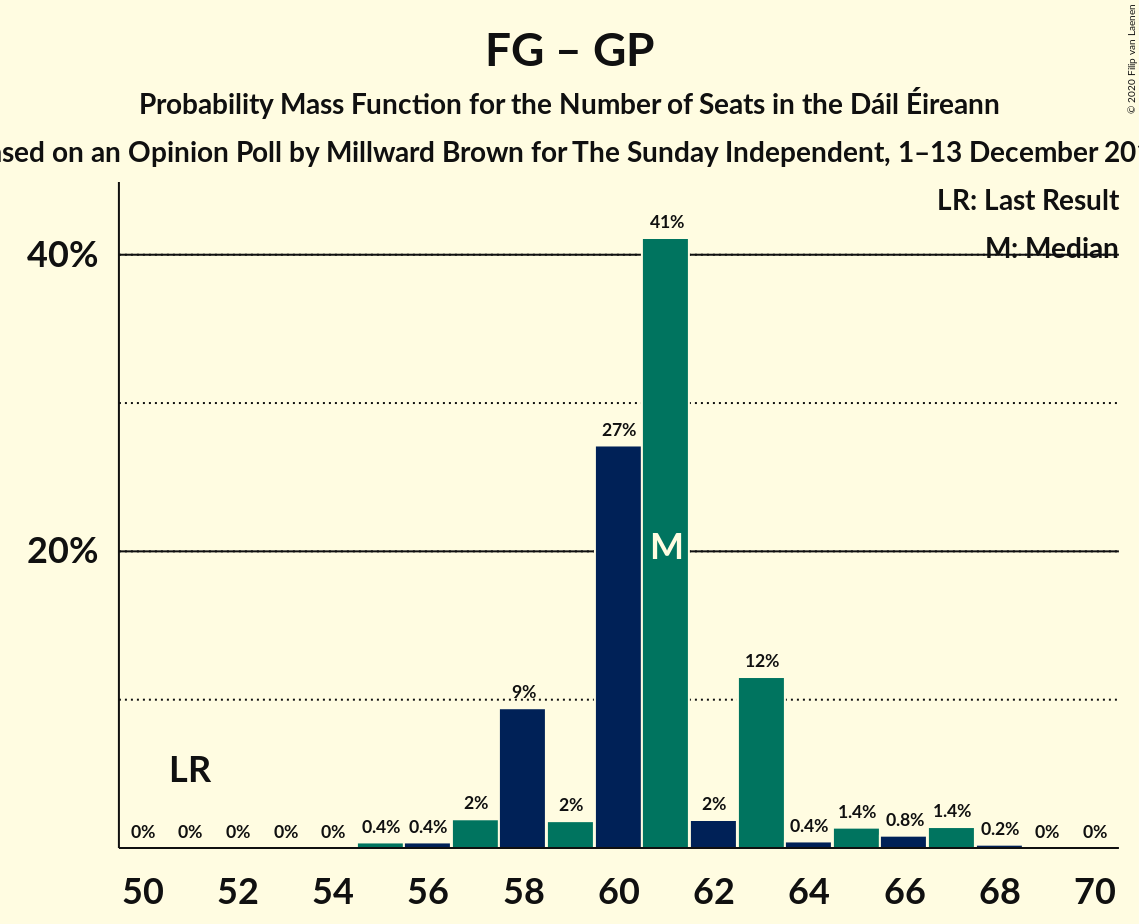 FG – GP
Probability Mass Function for the Number of Seats in the Dáil Éireann
on an Opinion Poll by Millward Brown for The Sunday Independent, 1–13 December
© 2020 Filip van Laenen
LR: Last Result
M: Median
40%
20%
41%
27%
12%
9%
2%
2%
2%
0% 0% 0% 0% 0% 0.4% 0.4%
0.4% 1.4% 0.8% 1.4% 0.2% 0% 0%
M
LR
50 52 54 56 58 60 62 64 66 68 70